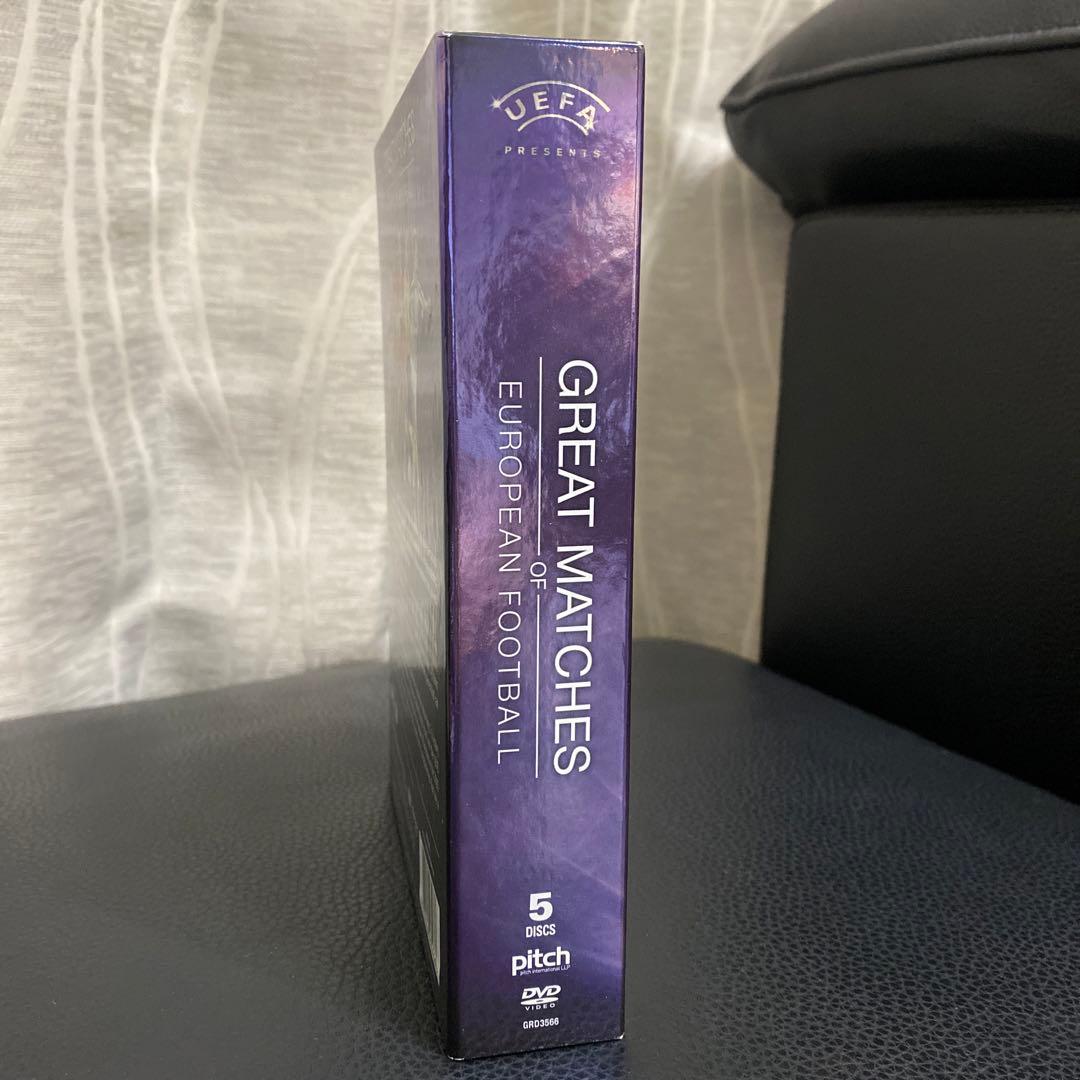 UEFA
PRESENTS
GREAT MATCHES
OF
EUROPEAN FOOTBALL
5
DISCS
pitch
pitch international LLP
DVD
VIDEO
GRD3566